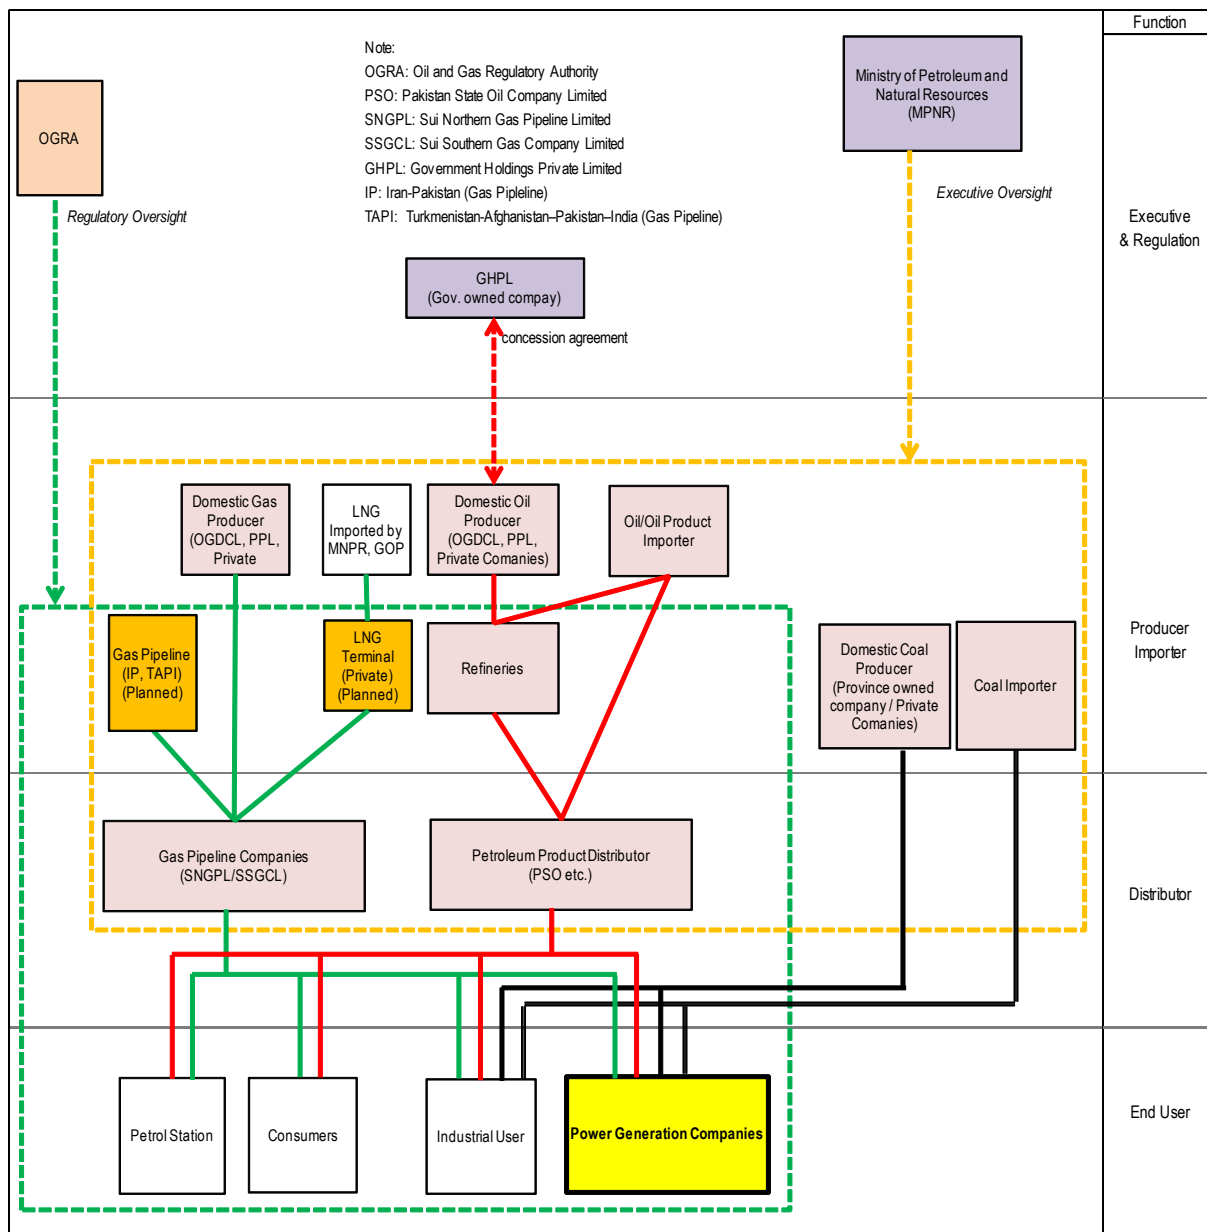 Function
Note:
OGRA: Oil and Gas Regulatory Authority
PSO: Pakistan State Oil Company Limited
SNGPL: Sui Northern Gas Pipeline Limited
SSGCL: Sui Southern Gas Company Limited
GHPL: Government Holdings Private Limited
IP: Iran-Pakistan (Gas Pipleline)
TAPI: Turkmenistan-Afghanistan–Pakistan–India (Gas Pipeline)
OGRA
Regulatory Oversight
Ministry of Petroleum and
Natural Resources
(MPNR)
Executive Oversight
Executive
& Regulation
GHPL
(Gov. owned compay)
concession agreement
Domestic Gas
Producer
(OGDCL, PPL,
Private
LNG
Imported by
MNPR, GOP
Domestic Oil
Producer
(OGDCL, PPL,
Private Comanies)
Oil/Oil Product
Importer
Gas Pipeline
(IP, TAPI)
(Planned)
LNG
Terminal
(Private)
(Planned)
Refineries
Domestic Coal
Producer
(Province owned
company / Private
Comanies)
Coal Importer
Producer
Importer
Gas Pipeline Companies
(SNGPL/SSGCL)
Petroleum Product Distributor
(PSO etc.)
Distributor
Petrol Station
Consumers
Industrial User
Power Generation Companies
End User